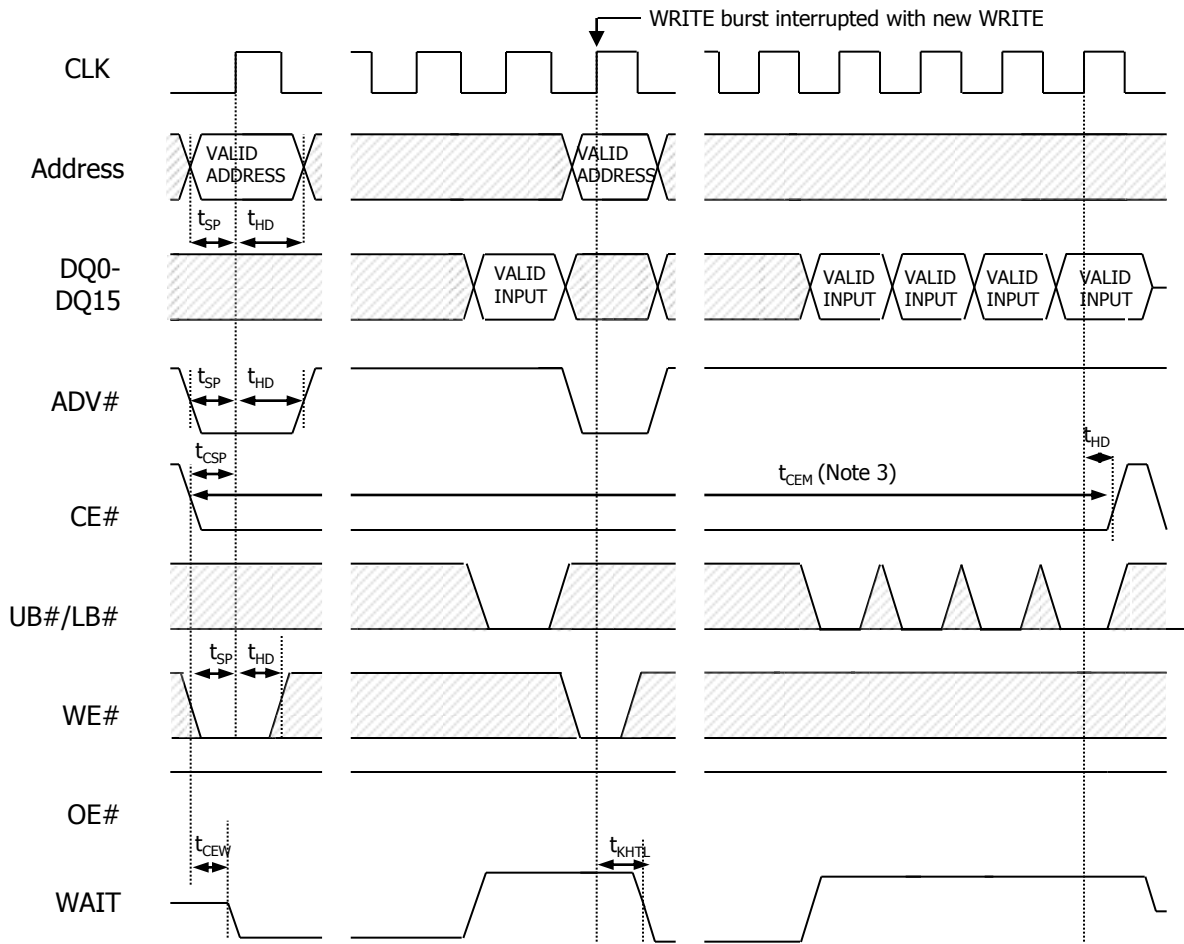 WRITE burst interrupted with new WRITE
CLK
Address
VALID
ADDRESS
VALID
ADDRESS
tSP
tHD
DQ0-
DQ15
VALID
INPUT
VALID
INPUT
VALID
INPUT
VALID
INPUT
VALID
INPUT
ADV#
tSP
tHD
tHD
tCSP
tCEM (Note 3)
CE#
UB#/LB#
tSP
tHD
WE#
OE#
tCEW
tKHTL
WAIT